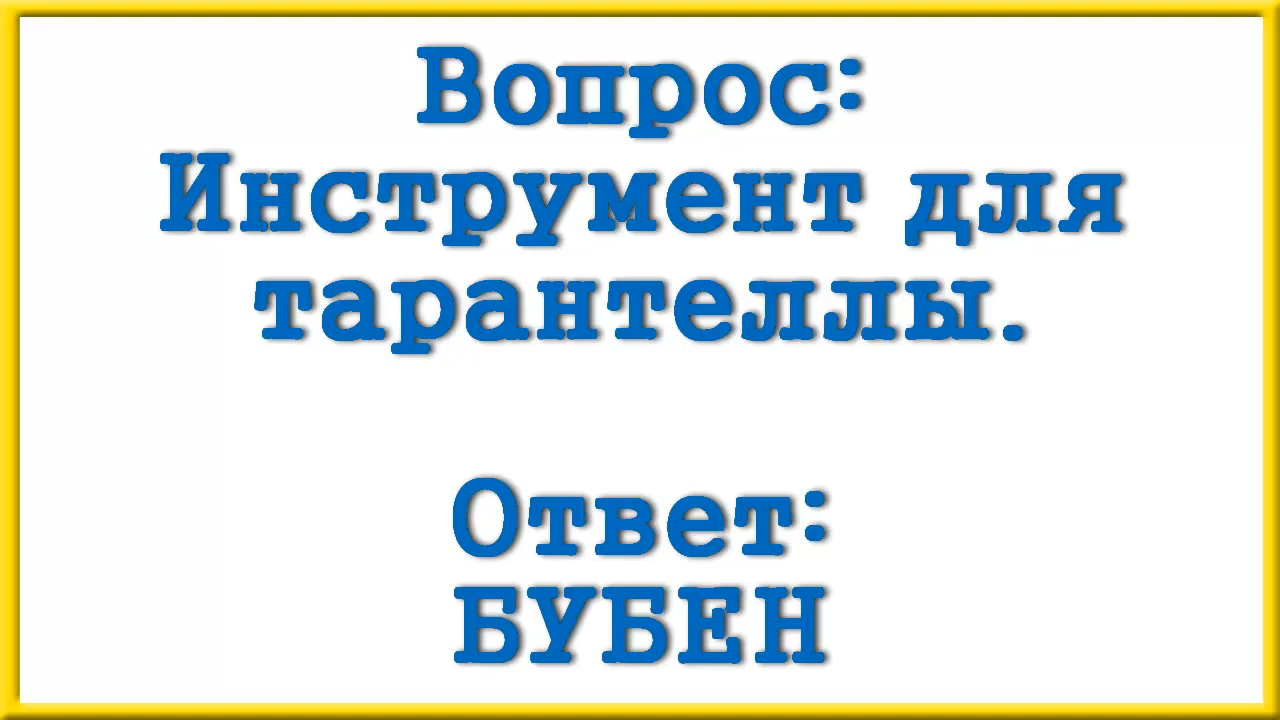 Вопрос:
Инструмент для
тарантеллы.
Ответ:
БУБЕН